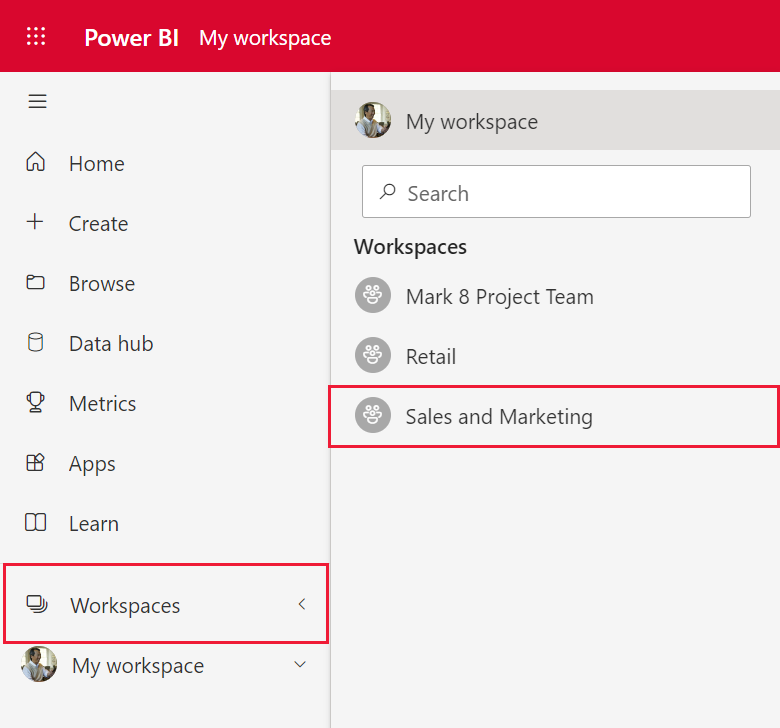 Power BI My workspace
Home
Create
Browse
Data hub
Metrics
Apps
Learn
Workspaces
My workspace
My workspace
Search
Workspaces
Mark 8 Project Team
Retail
Sales and Marketing